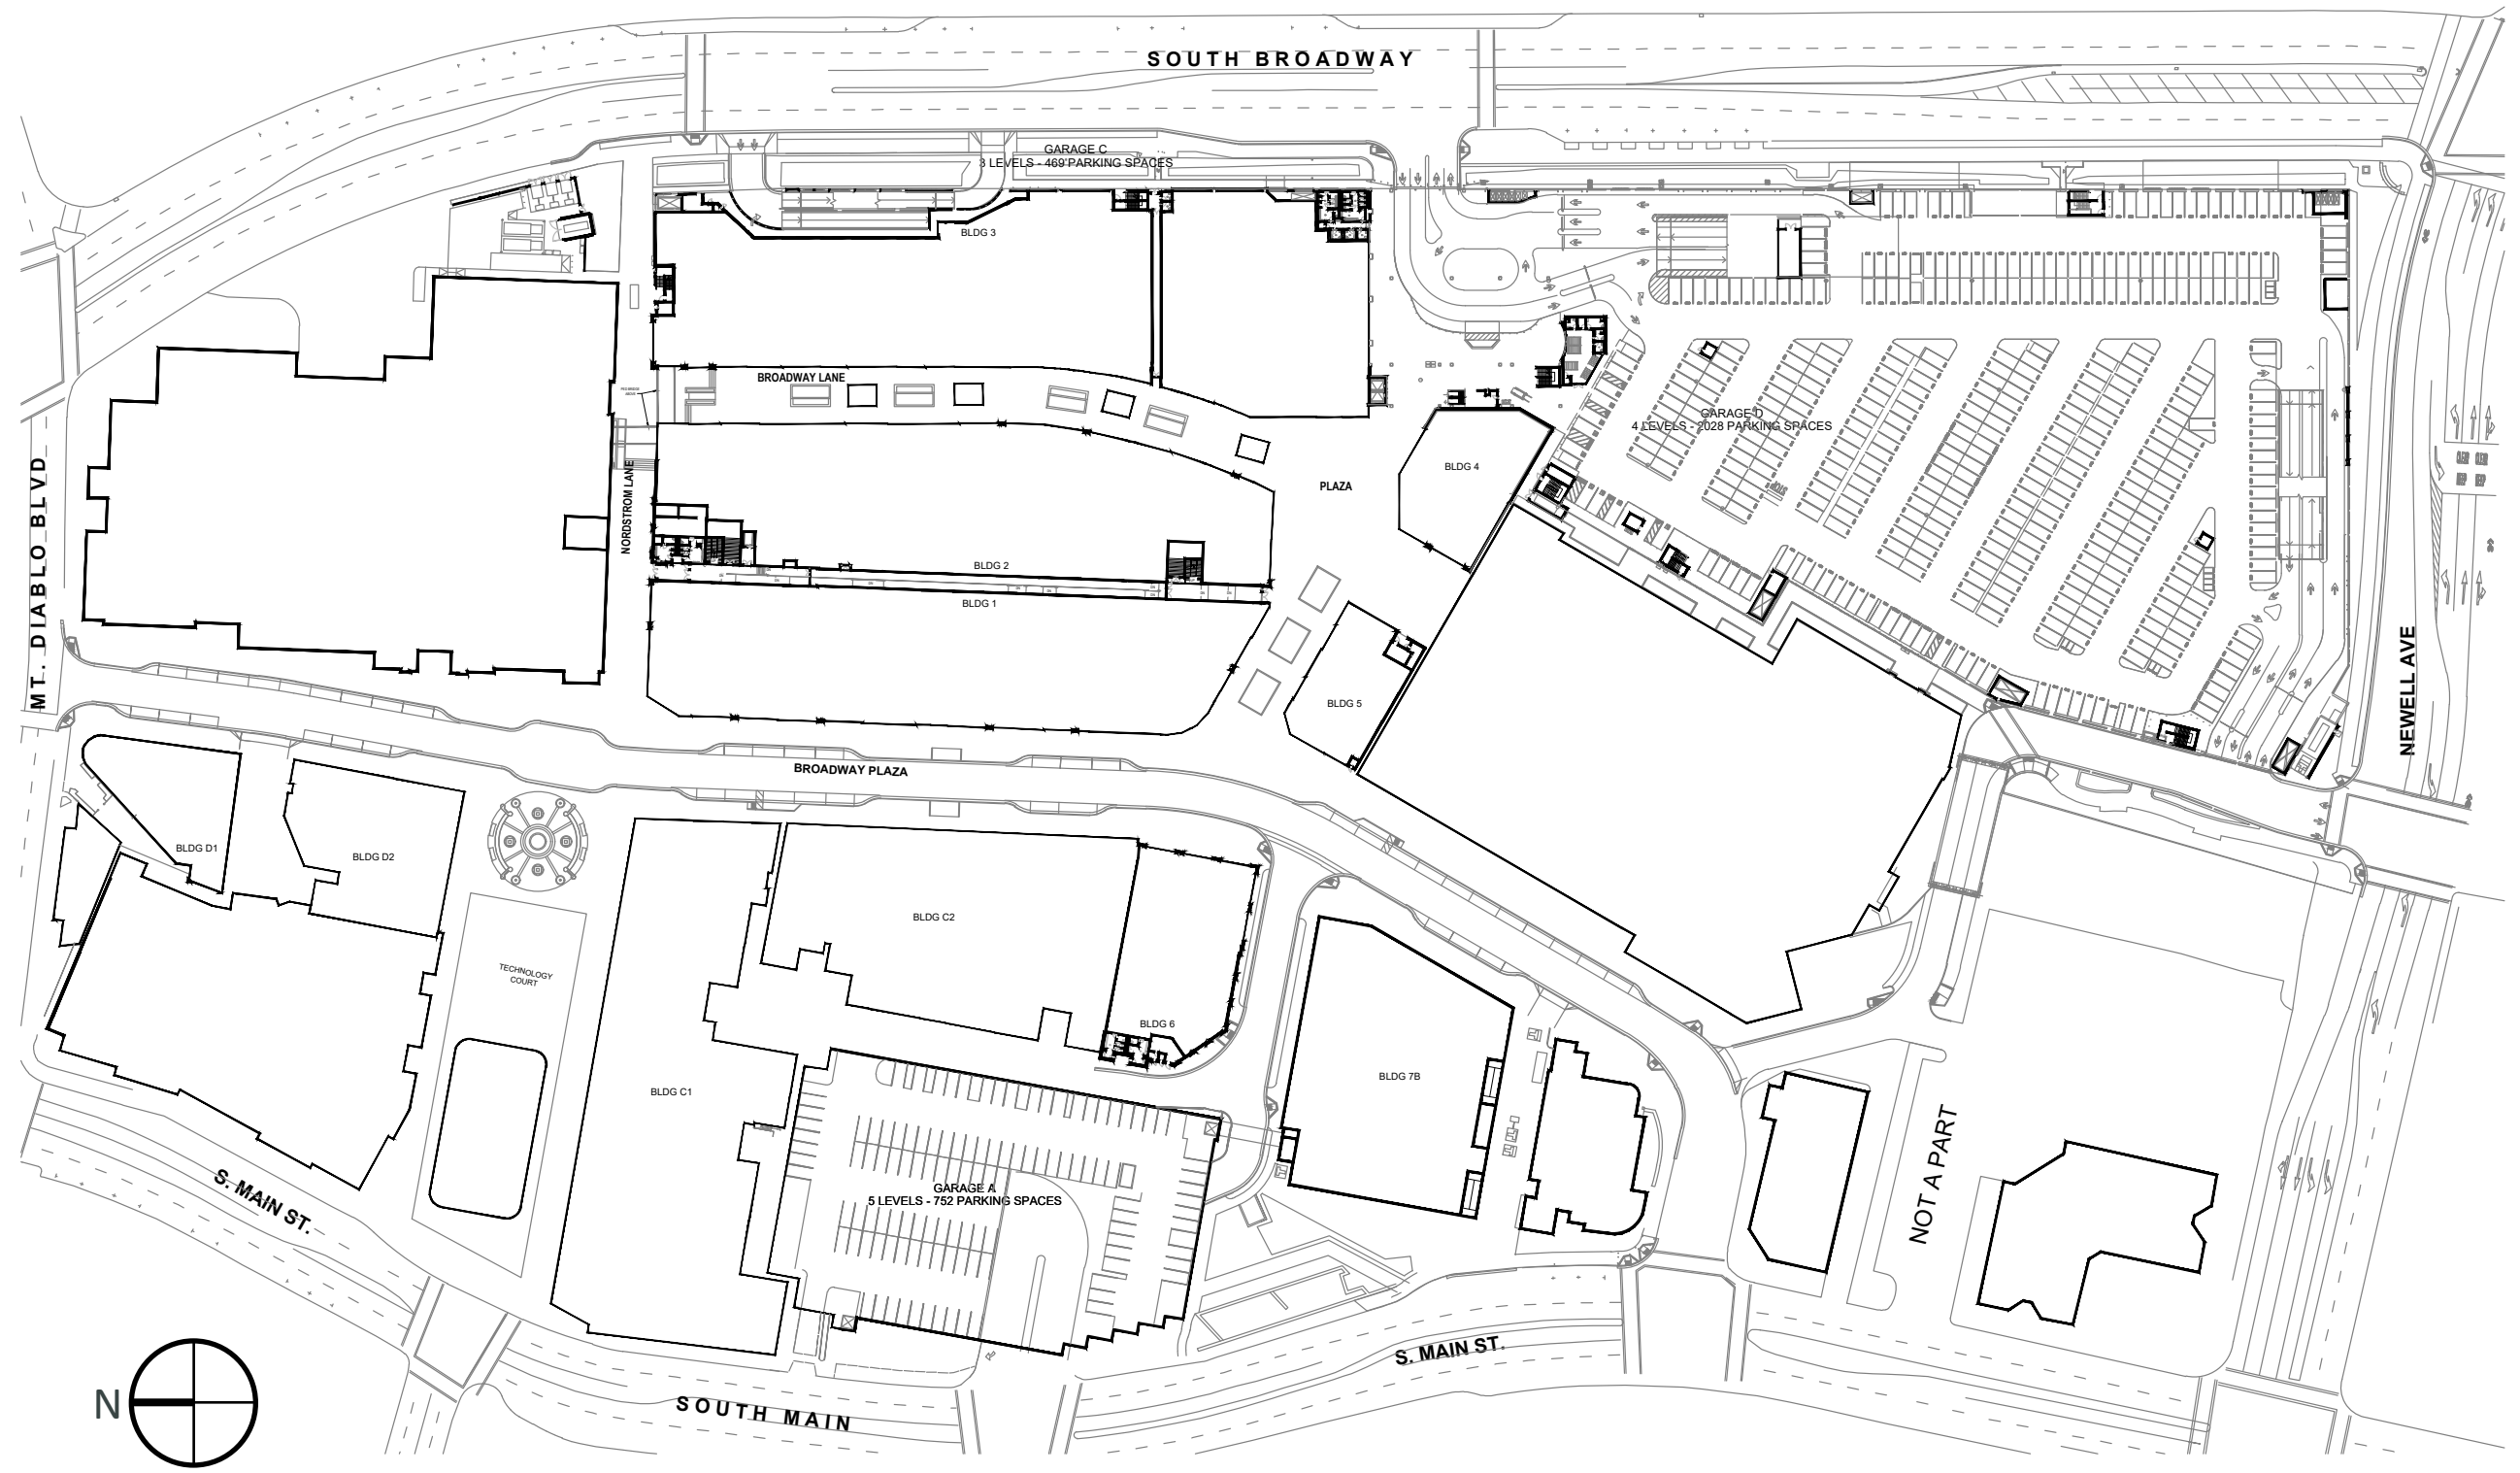 SOUTH BROADWAY
GARAGE C
3 LEVELS - 469 PARKING SPACES
BLDG 3
BROADWAY LANE
GARAGE D
4 LEVELS - 2028 PARKING SPACES
BLDG 4
PLAZA
STOP
NORDSTROM LANE
MT. DIABLO BLVD
BLDG 2
BLDG 1
BLDG 5
NEWELL AVE
BROADWAY PLAZA
BLDG D1
BLDG D2
BLDG C2
TECHNOLOGY
COURT
BLDG 6
BLDG 7B
BLDG C1
NOT A PART
GARAGE A
5 LEVELS - 752 PARKING SPACES
S. MAIN ST.
S. MAIN ST.
SOUTH MAIN
N